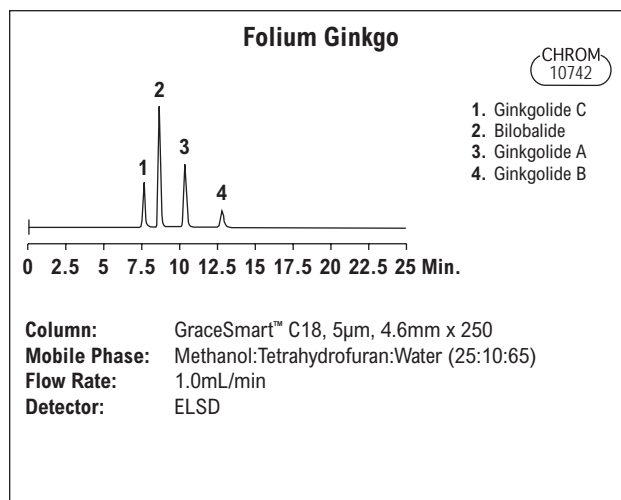 Folium Ginkgo
CHROM
10742
1. Ginkgolide C
2. Bilobalide
3. Ginkgolide A
4. Ginkgolide B
2
1
3
4
0 2.5 5 7.5 10 12.5 15 17.5 20 22.5 25 Min.
Column: GraceSmart™ C18, 5µm, 4.6mm x 250
Mobile Phase: Methanol:Tetrahydrofuran:Water (25:10:65)
Flow Rate: 1.0mL/min
Detector: ELSD